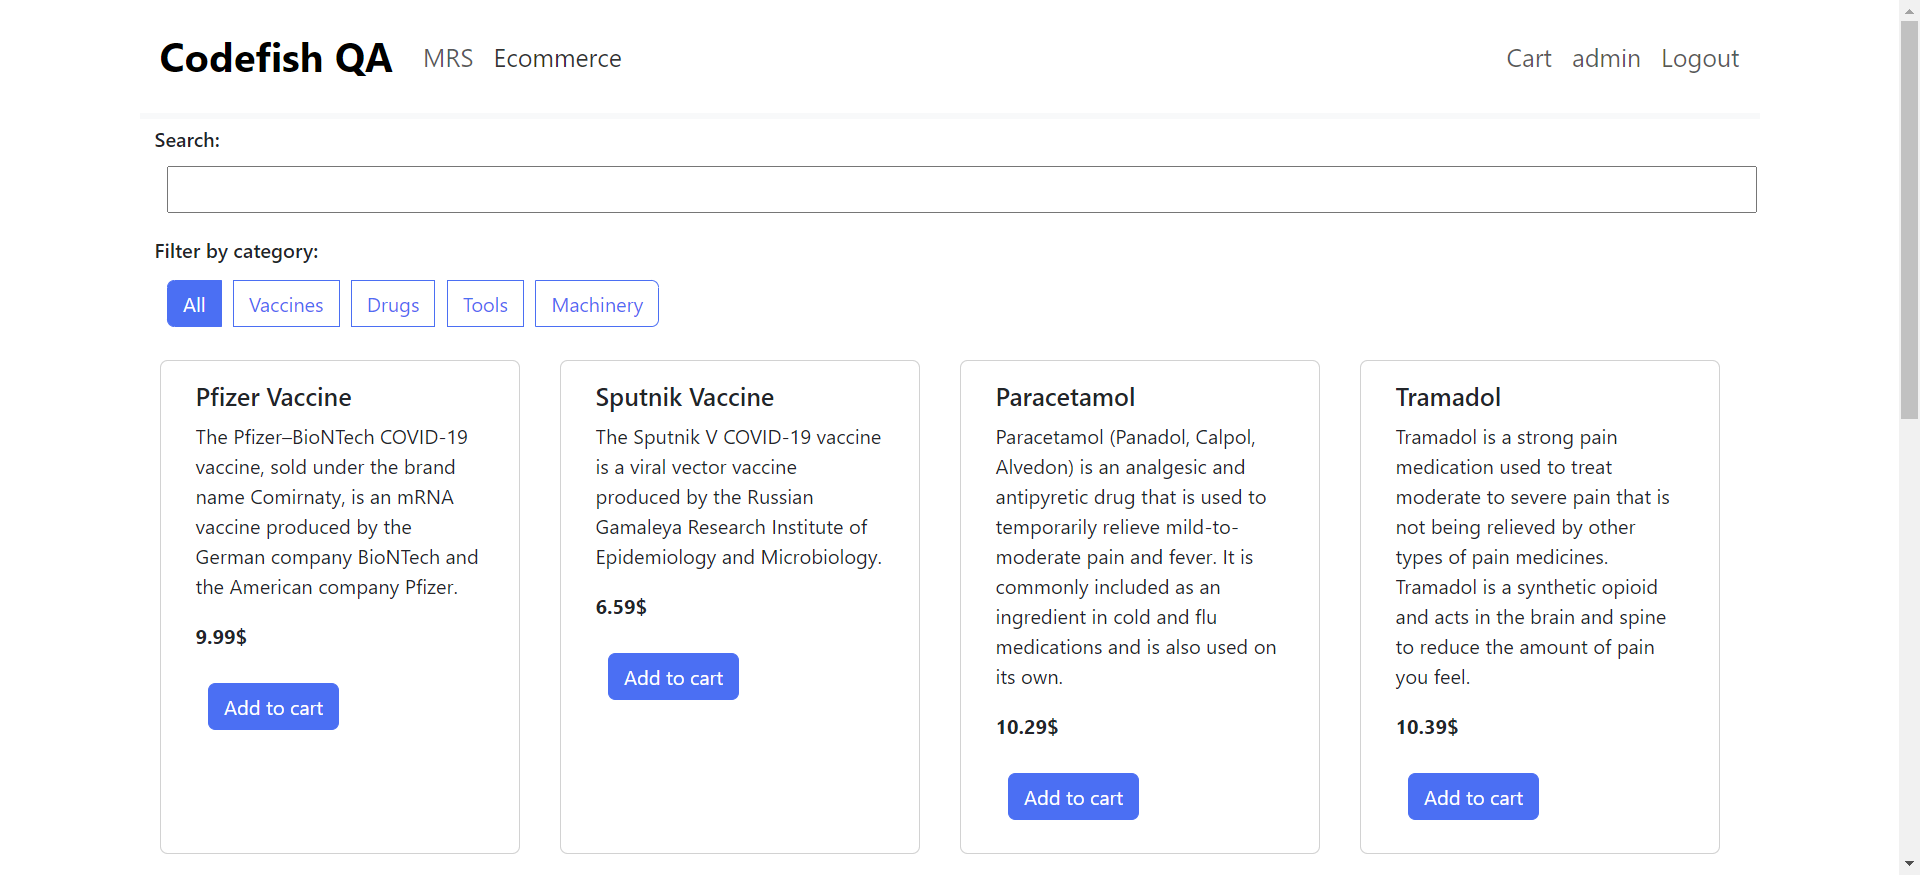 Codefish QA MRS Ecommerce Cart admin Logout
Search:
Filter by category:
All Vaccines Drugs Tools Machinery
Pfizer Vaccine
The Pfizer–BioNTech COVID-19
vaccine, sold under the brand
name Comirnaty, is an mRNA
vaccine produced by the
German company BioNTech and
the American company Pfizer.
9.99$
Add to cart
Sputnik Vaccine
The Sputnik V COVID-19 vaccine
is a viral vector vaccine
produced by the Russian
Gamaleya Research Institute of
Epidemiology and Microbiology.
6.59$
Add to cart
Paracetamol
Paracetamol (Panadol, Calpol,
Alvedon) is an analgesic and
antipyretic drug that is used to
temporarily relieve mild-to-
moderate pain and fever. It is
commonly included as an
ingredient in cold and flu
medications and is also used on
its own.
10.29$
Add to cart
Tramadol
Tramadol is a strong pain
medication used to treat
moderate to severe pain that is
not being relieved by other
types of pain medicines.
Tramadol is a synthetic opioid
and acts in the brain and spine
to reduce the amount of pain
you feel.
10.39$
Add to cart